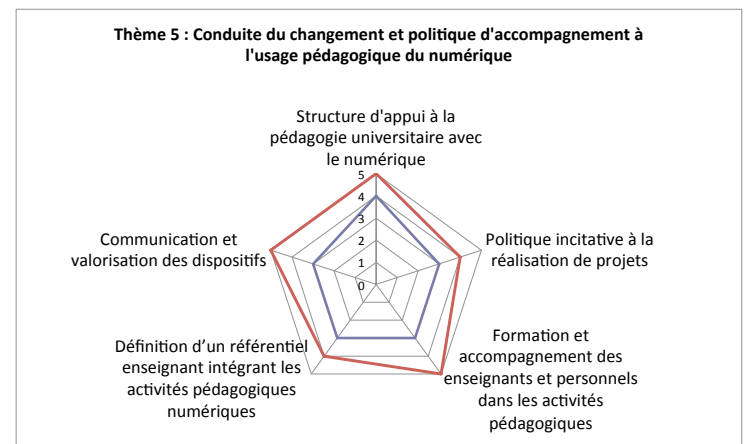 Thème 5 : Conduite du changement et politique d'accompagnement à
l'usage pédagogique du numérique
Structure d'appui à la
pédagogie universitaire avec
le numérique
5
4
3
2
1
0
Politique incitative à la
réalisation de projets
Formation et
accompagnement des
enseignants et personnels
dans les activités
pédagogiques
Définition d’un référentiel
enseignant intégrant les
activités pédagogiques
numériques
Communication et
valorisation des dispositifs